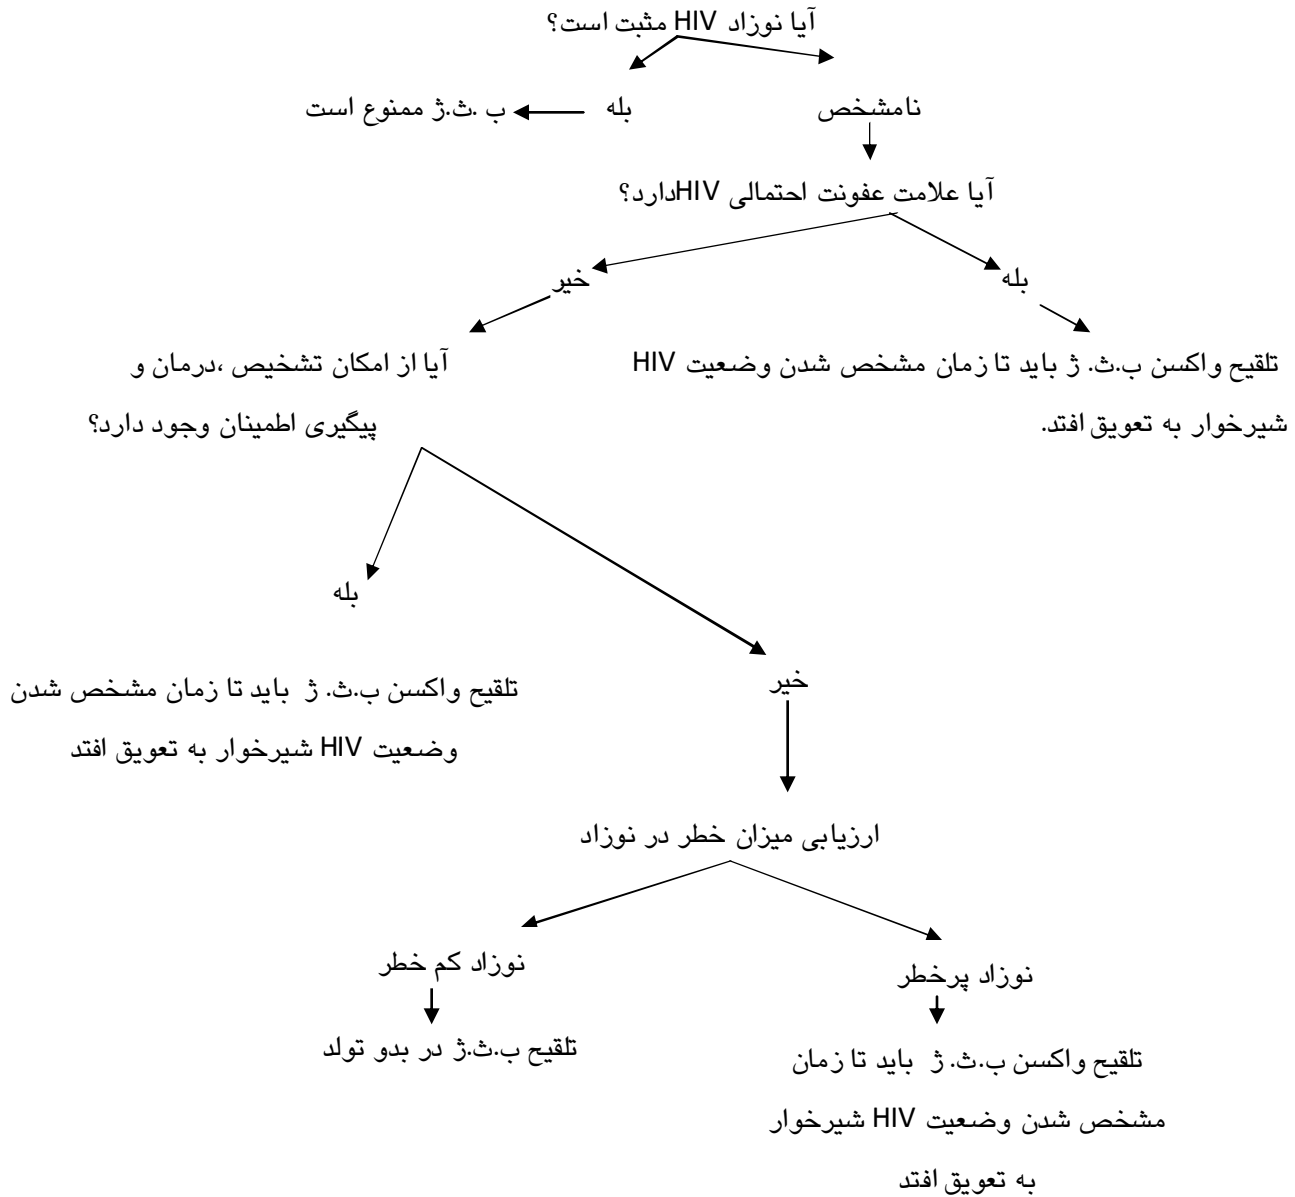 آیا نوزاد HIV مثبت است؟
نامشخص
بله
ب .ث.ژ ممنوع است
آیا علامت عفونت احتمالی HIVدارد؟
بله
خیر
تلقیح واکسن ب.ث. ژ باید تا زمان مشخص شدن وضعیت HIV
شیرخوار به تعویق افتد.
آیا از امکان تشخیص ،درمان و
پیگیری اطمینان وجود دارد؟
بله
خیر
تلقیح واکسن ب.ث. ژ باید تا زمان مشخص شدن
وضعیت HIV شیرخوار به تعویق افتد
ارزیابی میزان خطر در نوزاد
نوزاد پرخطر
نوزاد کم خطر
تلقیح ب.ث.ژ در بدو تولد
تلقیح واکسن ب.ث. ژ باید تا زمان
مشخص شدن وضعیت HIV شیرخوار
به تعویق افتد